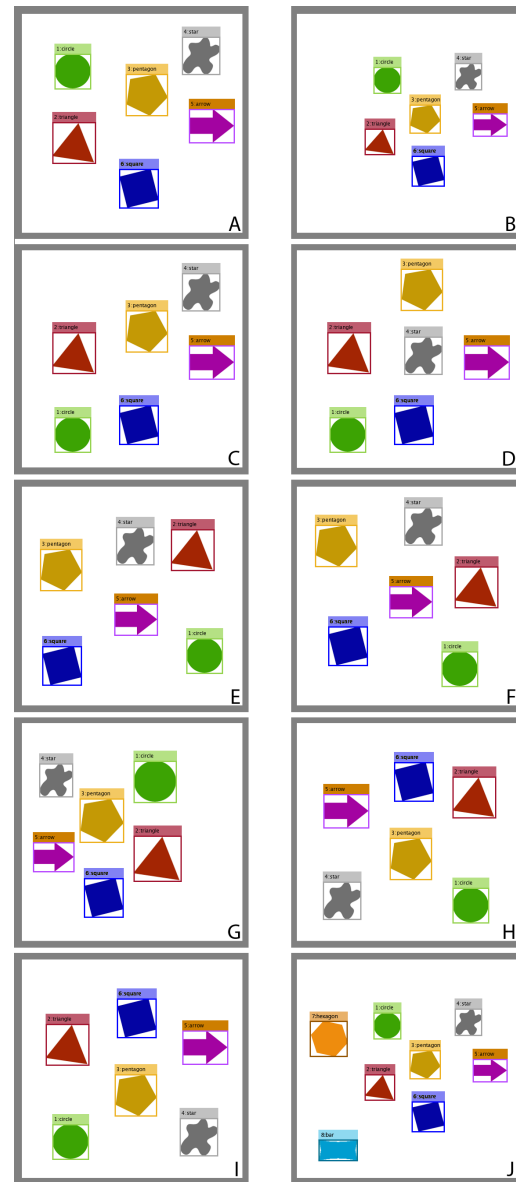 4:star
1:circle
3:pentagon
5:arrow
2:triangle
6:square
A
4:star
1:circle
3:pentagon
5:arrow
2:triangle
6:square
B
4:star
3:pentagon
2:triangle
5:arrow
6:square
1:circle
C
3:pentagon
2:triangle
4:star
5:arrow
6:square
1:circle
D
4:star
2:triangle
3:pentagon
5:arrow
1:circle
6:square
E
4:star
3:pentagon
2:triangle
5:arrow
6:square
1:circle
F
1:circle
4:star
3:pentagon
2:triangle
5:arrow
6:square
G
6:square
2:triangle
5:arrow
3:pentagon
4:star
1:circle
H
6:square
2:triangle
5:arrow
3:pentagon
4:star
1:circle
I
4:star
1:circle
7:hexagon
3:pentagon
5:arrow
2:triangle
6:square
8:bar
J